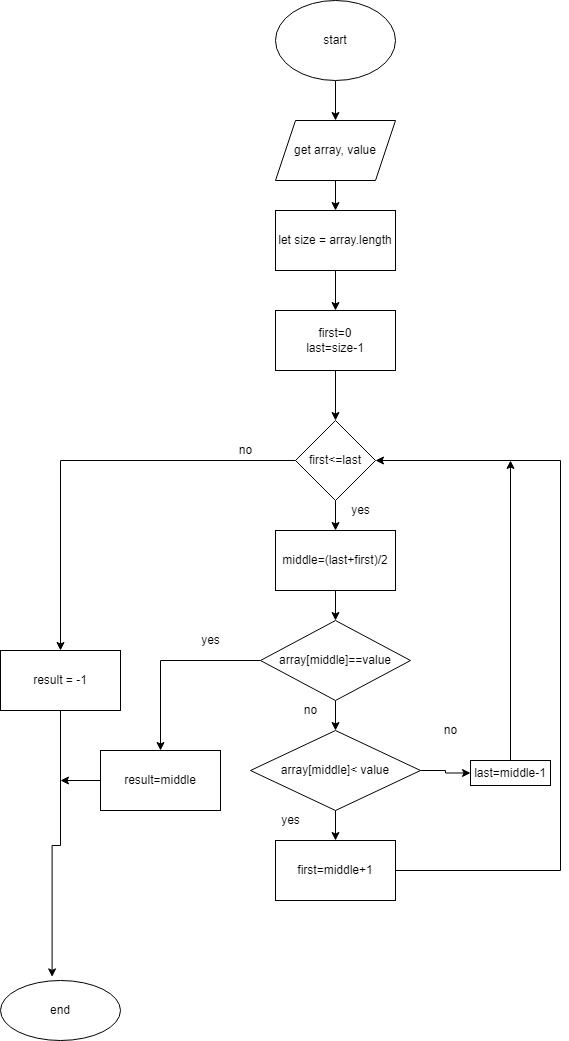 start
get array, value
let size = array.length
first=0
last=size-1
no
first<=last
yes
middle=(last+first)/2
yes
array[middle]==value
result = -1
no
no
result=middle
array[middle]< value
last=middle-1
yes
first=middle+1
end